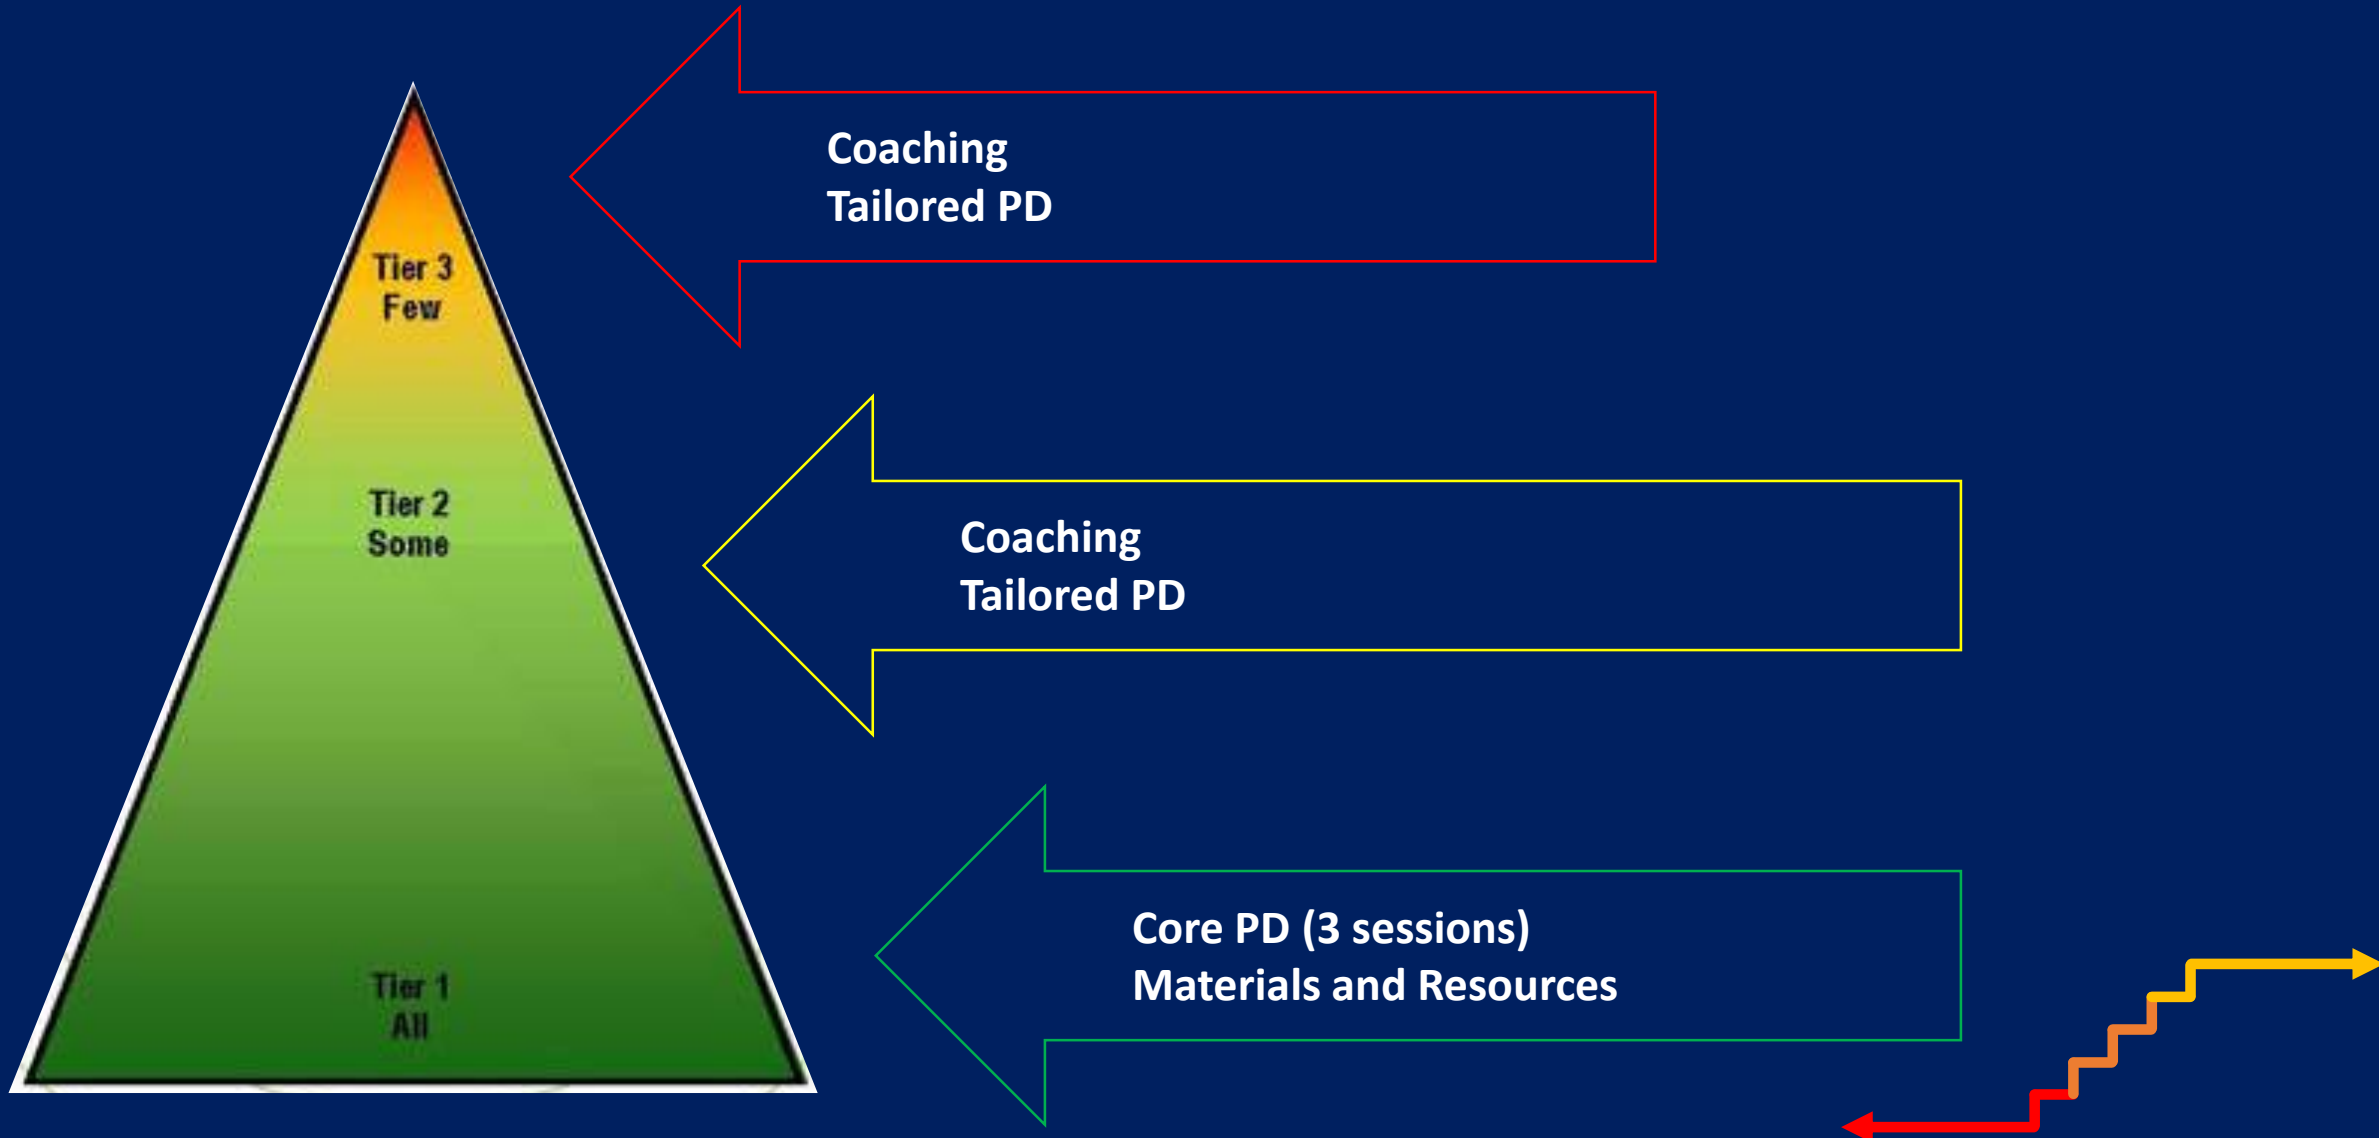 Coaching
Tailored PD
Tier 3
Few
Coaching
Tailored PD
Tier 2
Some
Core PD (3 sessions)
Materials and Resources
Tier 1
All